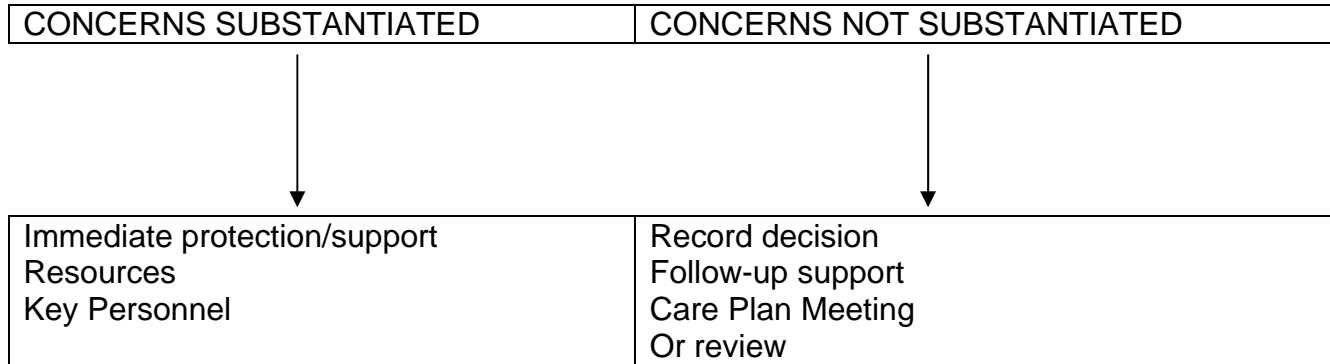 CONCERNS SUBSTANTIATED
CONCERNS NOT SUBSTANTIATED
Immediate protection/support
Resources
Key Personnel
Record decision
Follow-up support
Care Plan Meeting
Or review